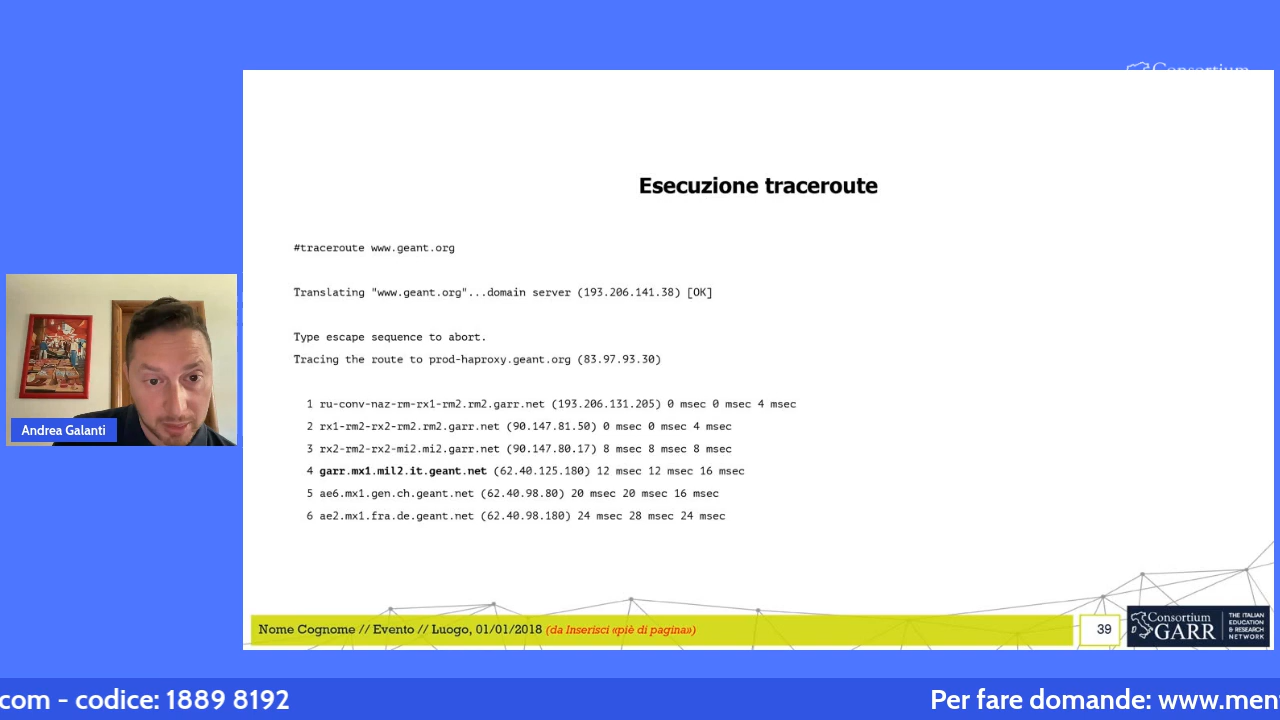 Consortium
Esecuzione traceroute
#traceroute www.geant.org
Translating "www.geant.org"...domain server (193.206.141.38) [OK]
Type escape sequence to abort.
Tracing the route to prod-haproxy.geant.org (83.97.93.30)
1 ru-conv-naz-rm-rx1-rm2.rm2.garr.net (193.206.131.205) 0 msec 0 msec 4 msec
2 rx1-rm2-rx2-rm2.rm2.garr.net (90.147.81.50) 0 msec 0 msec 4 msec
3 rx2-rm2-rx2-mi2.mi2.garr.net (90.147.80.17) 8 msec 8 msec 8 msec
4 garr.mx1.mil2.it.geant.net (62.40.125.180) 12 msec 12 msec 16 msec
5 ae6.mx1.gen.ch.geant.net (62.40.98.80) 20 msec 20 msec 16 msec
6 ae2.mx1.fra.de.geant.net (62.40.98.180) 24 msec 28 msec 24 msec
Andrea Galanti
Nome Cognome // Evento // Luogo, 01/01/2018 (da Inserisci «piè di pagina»)
39
Consortium
GARR
THE ITALIAN
EDUCATION
& RESEARCH
NETWORK
com - codice: 1889 8192
Per fare domande: www.men